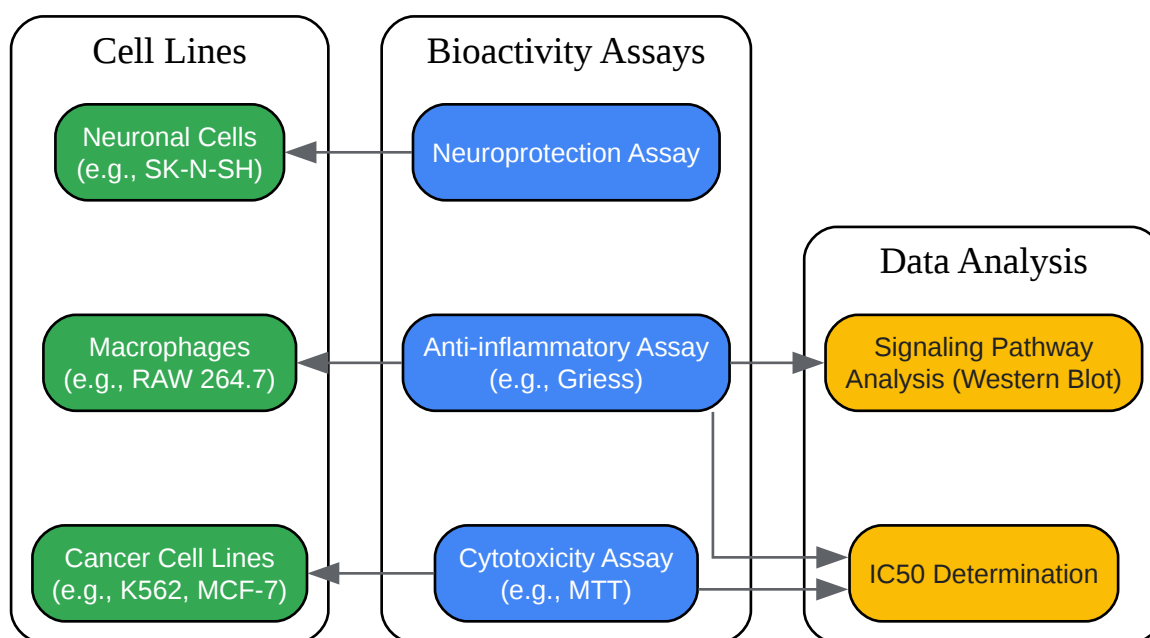 Cell Lines
Neuronal Cells
(e.g., SK-N-SH)
Macrophages
(e.g., RAW 264.7)
Cancer Cell Lines
(e.g., K562, MCF-7)
Bioactivity Assays
Neuroprotection Assay
Anti-inflammatory Assay
(e.g., Griess)
Cytotoxicity Assay
(e.g., MTT)
Data Analysis
Signaling Pathway
Analysis (Western Blot)
IC50 Determination